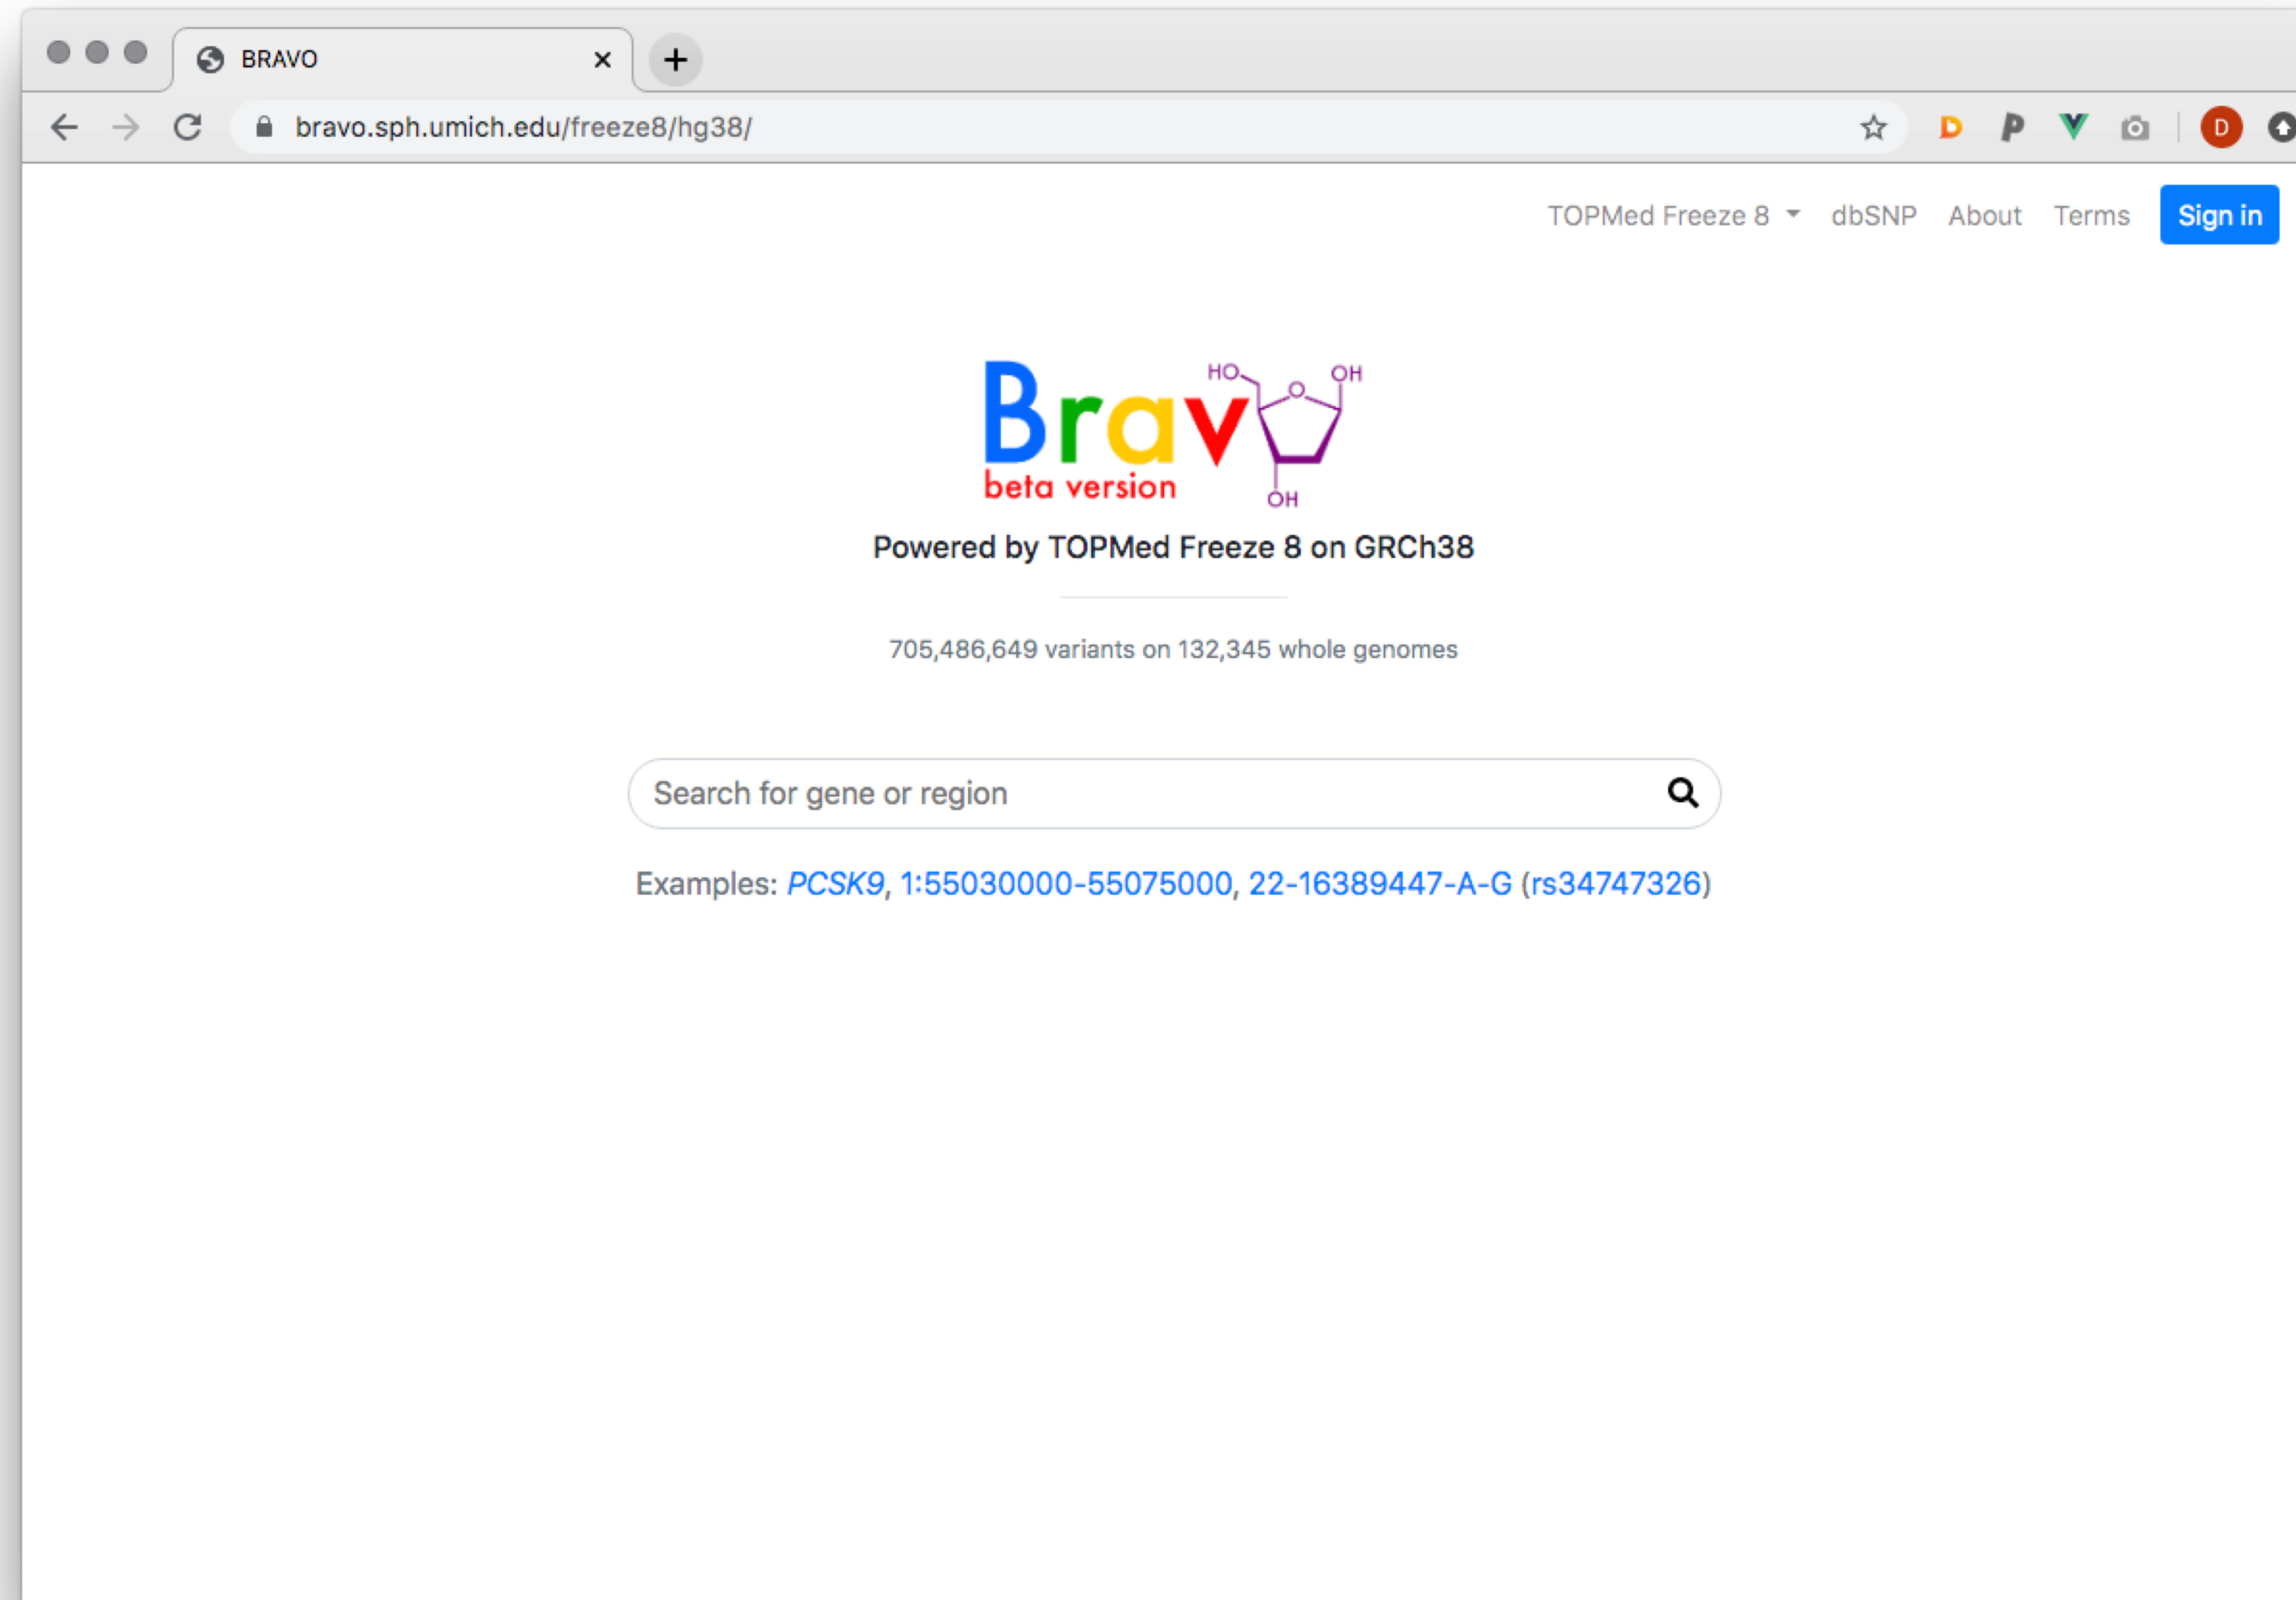 BRAVO
bravo.sph.umich.edu/freeze8/hg38/
D P V D
TOPMed Freeze 8 dbSNP About Terms Sign in
Brav
HO O OH
OH
beta version
Powered by TOPMed Freeze 8 on GRCh38
705,486,649 variants on 132,345 whole genomes
Search for gene or region
Examples: PCSK9, 1:55030000-55075000, 22-16389447-A-G (rs34747326)